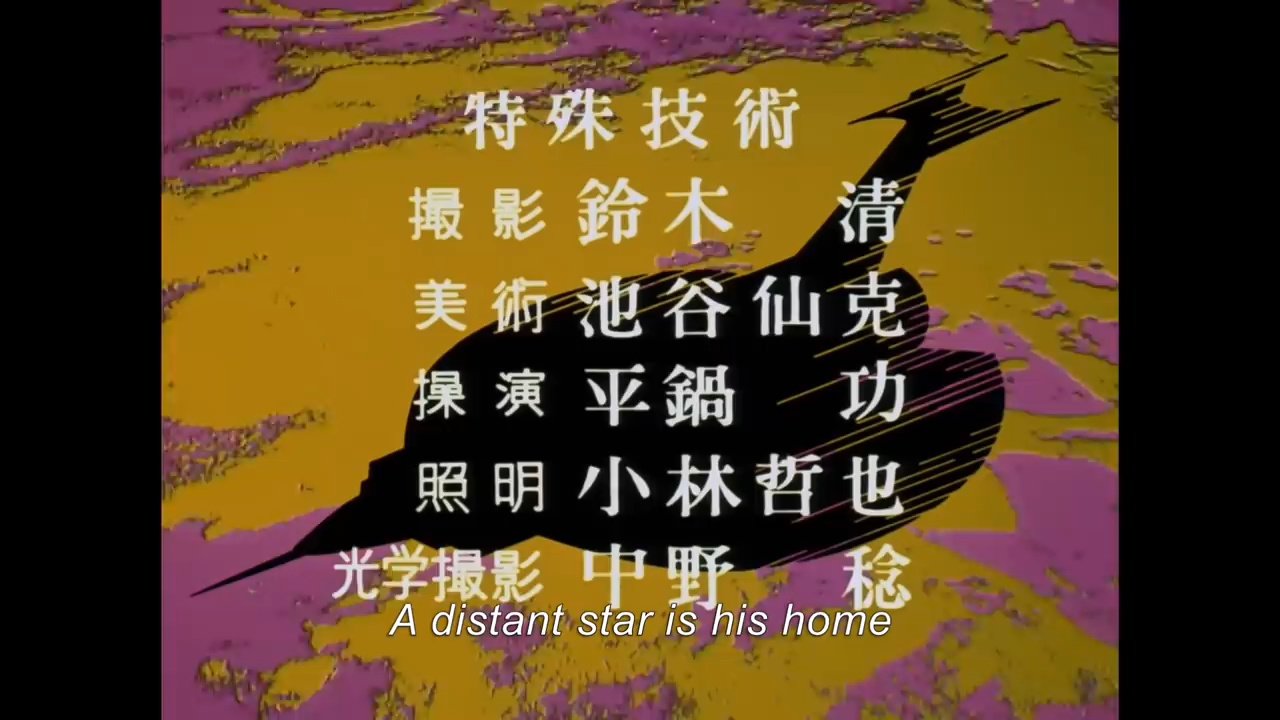 特殊技術
撮影 鈴木 清
美術 池谷仙克
操演 平鍋 功
照明 小林哲也
光学撮影 中野 稔
A distant star is his home